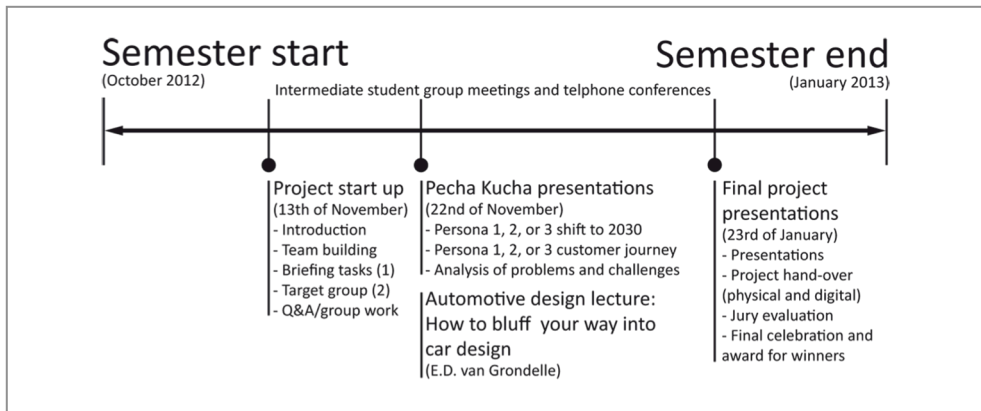 Semester start
(October 2012)
Semester end
(January 2013)
Intermediate student group meetings and telphone conferences
Project start up
(13th of November)
- Introduction
- Team building
- Briefing tasks (1)
- Target group (2)
- Q&A/group work
Pecha Kucha presentations
(22nd of November)
- Persona 1, 2, or 3 shift to 2030
- Persona 1, 2, or 3 customer journey
- Analysis of problems and challenges
Automotive design lecture:
How to bluff your way into
car design
(E.D. van Grondelle)
Final project
presentations
(23rd of January)
- Presentations
- Project hand-over
(physical and digital)
- Jury evaluation
- Final celebration and
award for winners